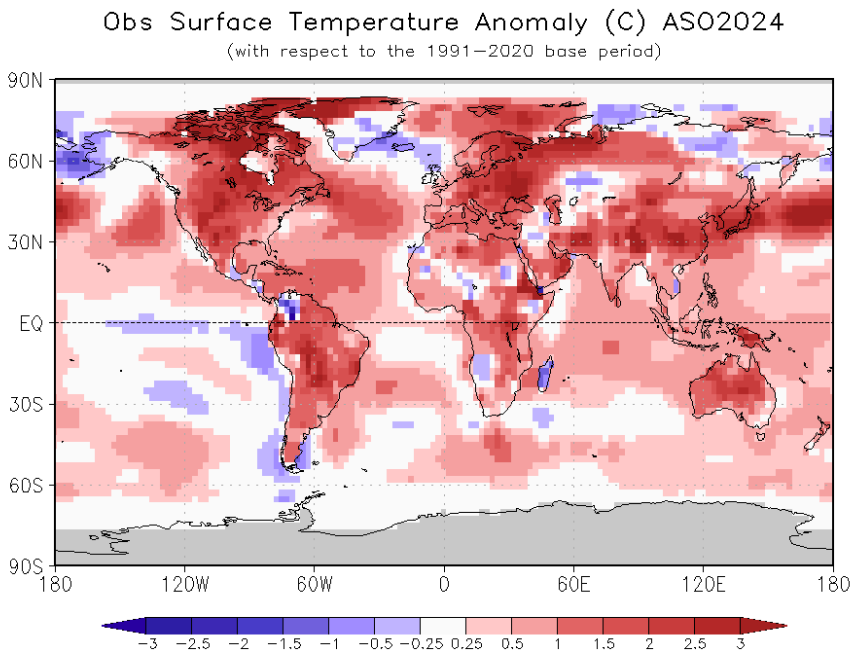 Obs Surface Temperature Anomaly (C) ASO2024
(with respect to the 1991–2020 base period)
90N
60N
30N
EQ
30S
60S
90S
180 120W 60W 0 60E 120E 180
−3 −2.5 −2 −1.5 −1 −0.5 −0.25 0.25 0.5 1 1.5 2 2.5 3